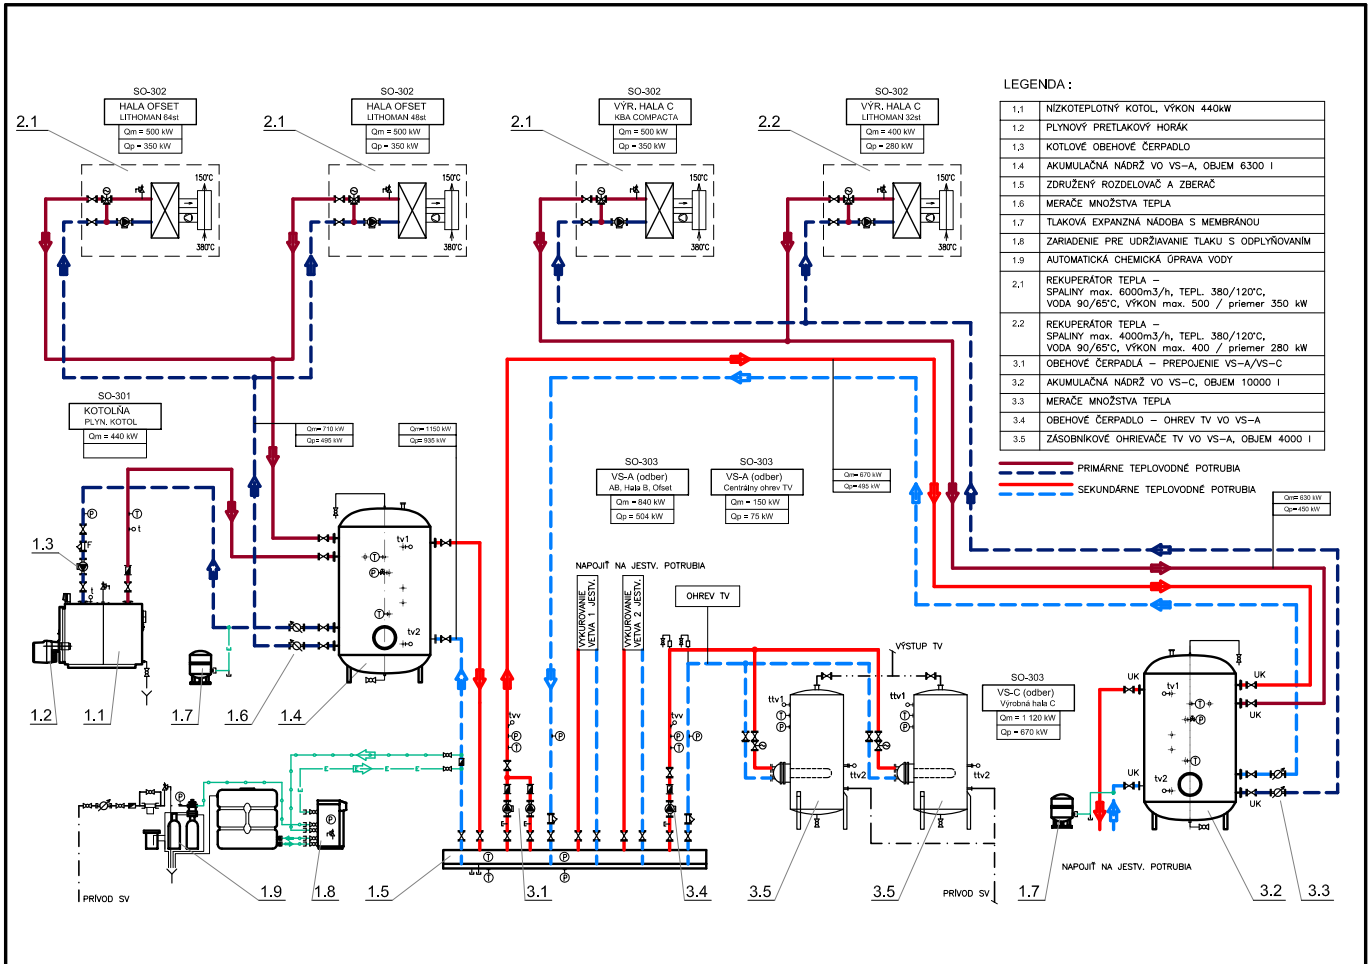 SO-302
HALA OFSET
LITHOMAN 64st
Qm = 500 kW
Qp = 350 kW
2.1
150°C
380°C
SO-302
HALA OFSET
LITHOMAN 48st
Qm = 500 kW
Qp = 350 kW
2.1
150°C
380°C
SO-302
VÝR. HALA C
KBA COMPACTA
Qm = 500 kW
Qp = 350 kW
2.1
150°C
380°C
SO-302
VÝR. HALA C
LITHOMAN 32st
Qm = 400 kW
Qp = 280 kW
2.2
150°C
380°C
LEGENDA :
1.1 NÍZKOTEPLOTNÝ KOTOL, VÝKON 440kW
1.2 PLYNOVÝ PRETLAKOVÝ HORÁK
1.3 KOTLOVÉ OBEHOVÉ ČERPADLO
1.4 AKUMULAČNÁ NÁDRŽ VO VS-A, OBJEM 6300 l
1.5 ZDRUŽENÝ ROZDELOVAČ A ZBERAČ
1.6 MERAČE MNOŽSTVA TEPLA
1.7 TLAKOVÁ EXPANZNÁ NÁDOBA S MEMBRÁNOU
1.8 ZARIADENIE PRE UDRŽIAVANIE TLAKU S ODPLYŇOVANÍM
1.9 AUTOMATICKÁ CHEMICKÁ ÚPRAVA VODY
2.1 REKUPERÁTOR TEPLA –
SPALINY max. 6000m3/h, TEPL. 380/120°C,
VODA 90/65°C, VÝKON max. 500 / priemer 350 kW
2.2 REKUPERÁTOR TEPLA –
SPALINY max. 4000m3/h, TEPL. 380/120°C,
VODA 90/65°C, VÝKON max. 400 / priemer 280 kW
3.1 OBEHOVÉ ČERPADLÁ – PREPOJENIE VS-A/VS-C
3.2 AKUMULAČNÁ NÁDRŽ VO VS-C, OBJEM 10000 l
3.3 MERAČE MNOŽSTVA TEPLA
3.4 OBEHOVÉ ČERPADLO – OHREV TV VO VS-A
3.5 ZÁSOBNÍKOVÉ OHRIEVAČE TV VO VS-A, OBJEM 4000 l
PRIMÁRNE TEPLOVODNÉ POTRUBIA
SEKUNDÁRNE TEPLOVODNÉ POTRUBIA
SO-301
KOTOLŇA
PLYN. KOTOL
Qm = 440 kW
Qm= 710 kW
Qp= 495 kW
Qm= 1150 kW
Qp= 935 kW
SO-303
VS-A (odber)
AB, Hala B, Ofset
Qm = 840 kW
Qp = 504 kW
SO-303
VS-A (odber)
Centrálny ohrev TV
Qm = 150 kW
Qp = 75 kW
Qm= 670 kW
Qp= 495 kW
Qm= 630 kW
Qp= 450 kW
P
T
t
1.3
TF
t
tv1
T
P
T
tv2
NAPOJIŤ NA JESTV. POTRUBIA
VYKUROVANIE
VETVA 1 JESTV.
VYKUROVANIE
VETVA 2 JESTV.
OHREV TV
VÝSTUP TV
SO-303
VS-C (odber)
Výrobná hala C
Qm = 1 120 kW
Qp = 670 kW
UK
UK
tv1
UK
T
P
T
UK
tv2
UK
1.2
1.1
1.7
1.6
1.4
tvv
P
T
P
tvv
P
T
P
ttv1
T
P
ttv2
ttv1
T
P
ttv2
P
P
T
P
T
P
PRÍVOD SV
1.9
1.8
1.5
3.1
3.4
3.5
3.5
PRÍVOD SV
NAPOJIŤ NA JESTV. POTRUBIA
1.7
3.2
3.3